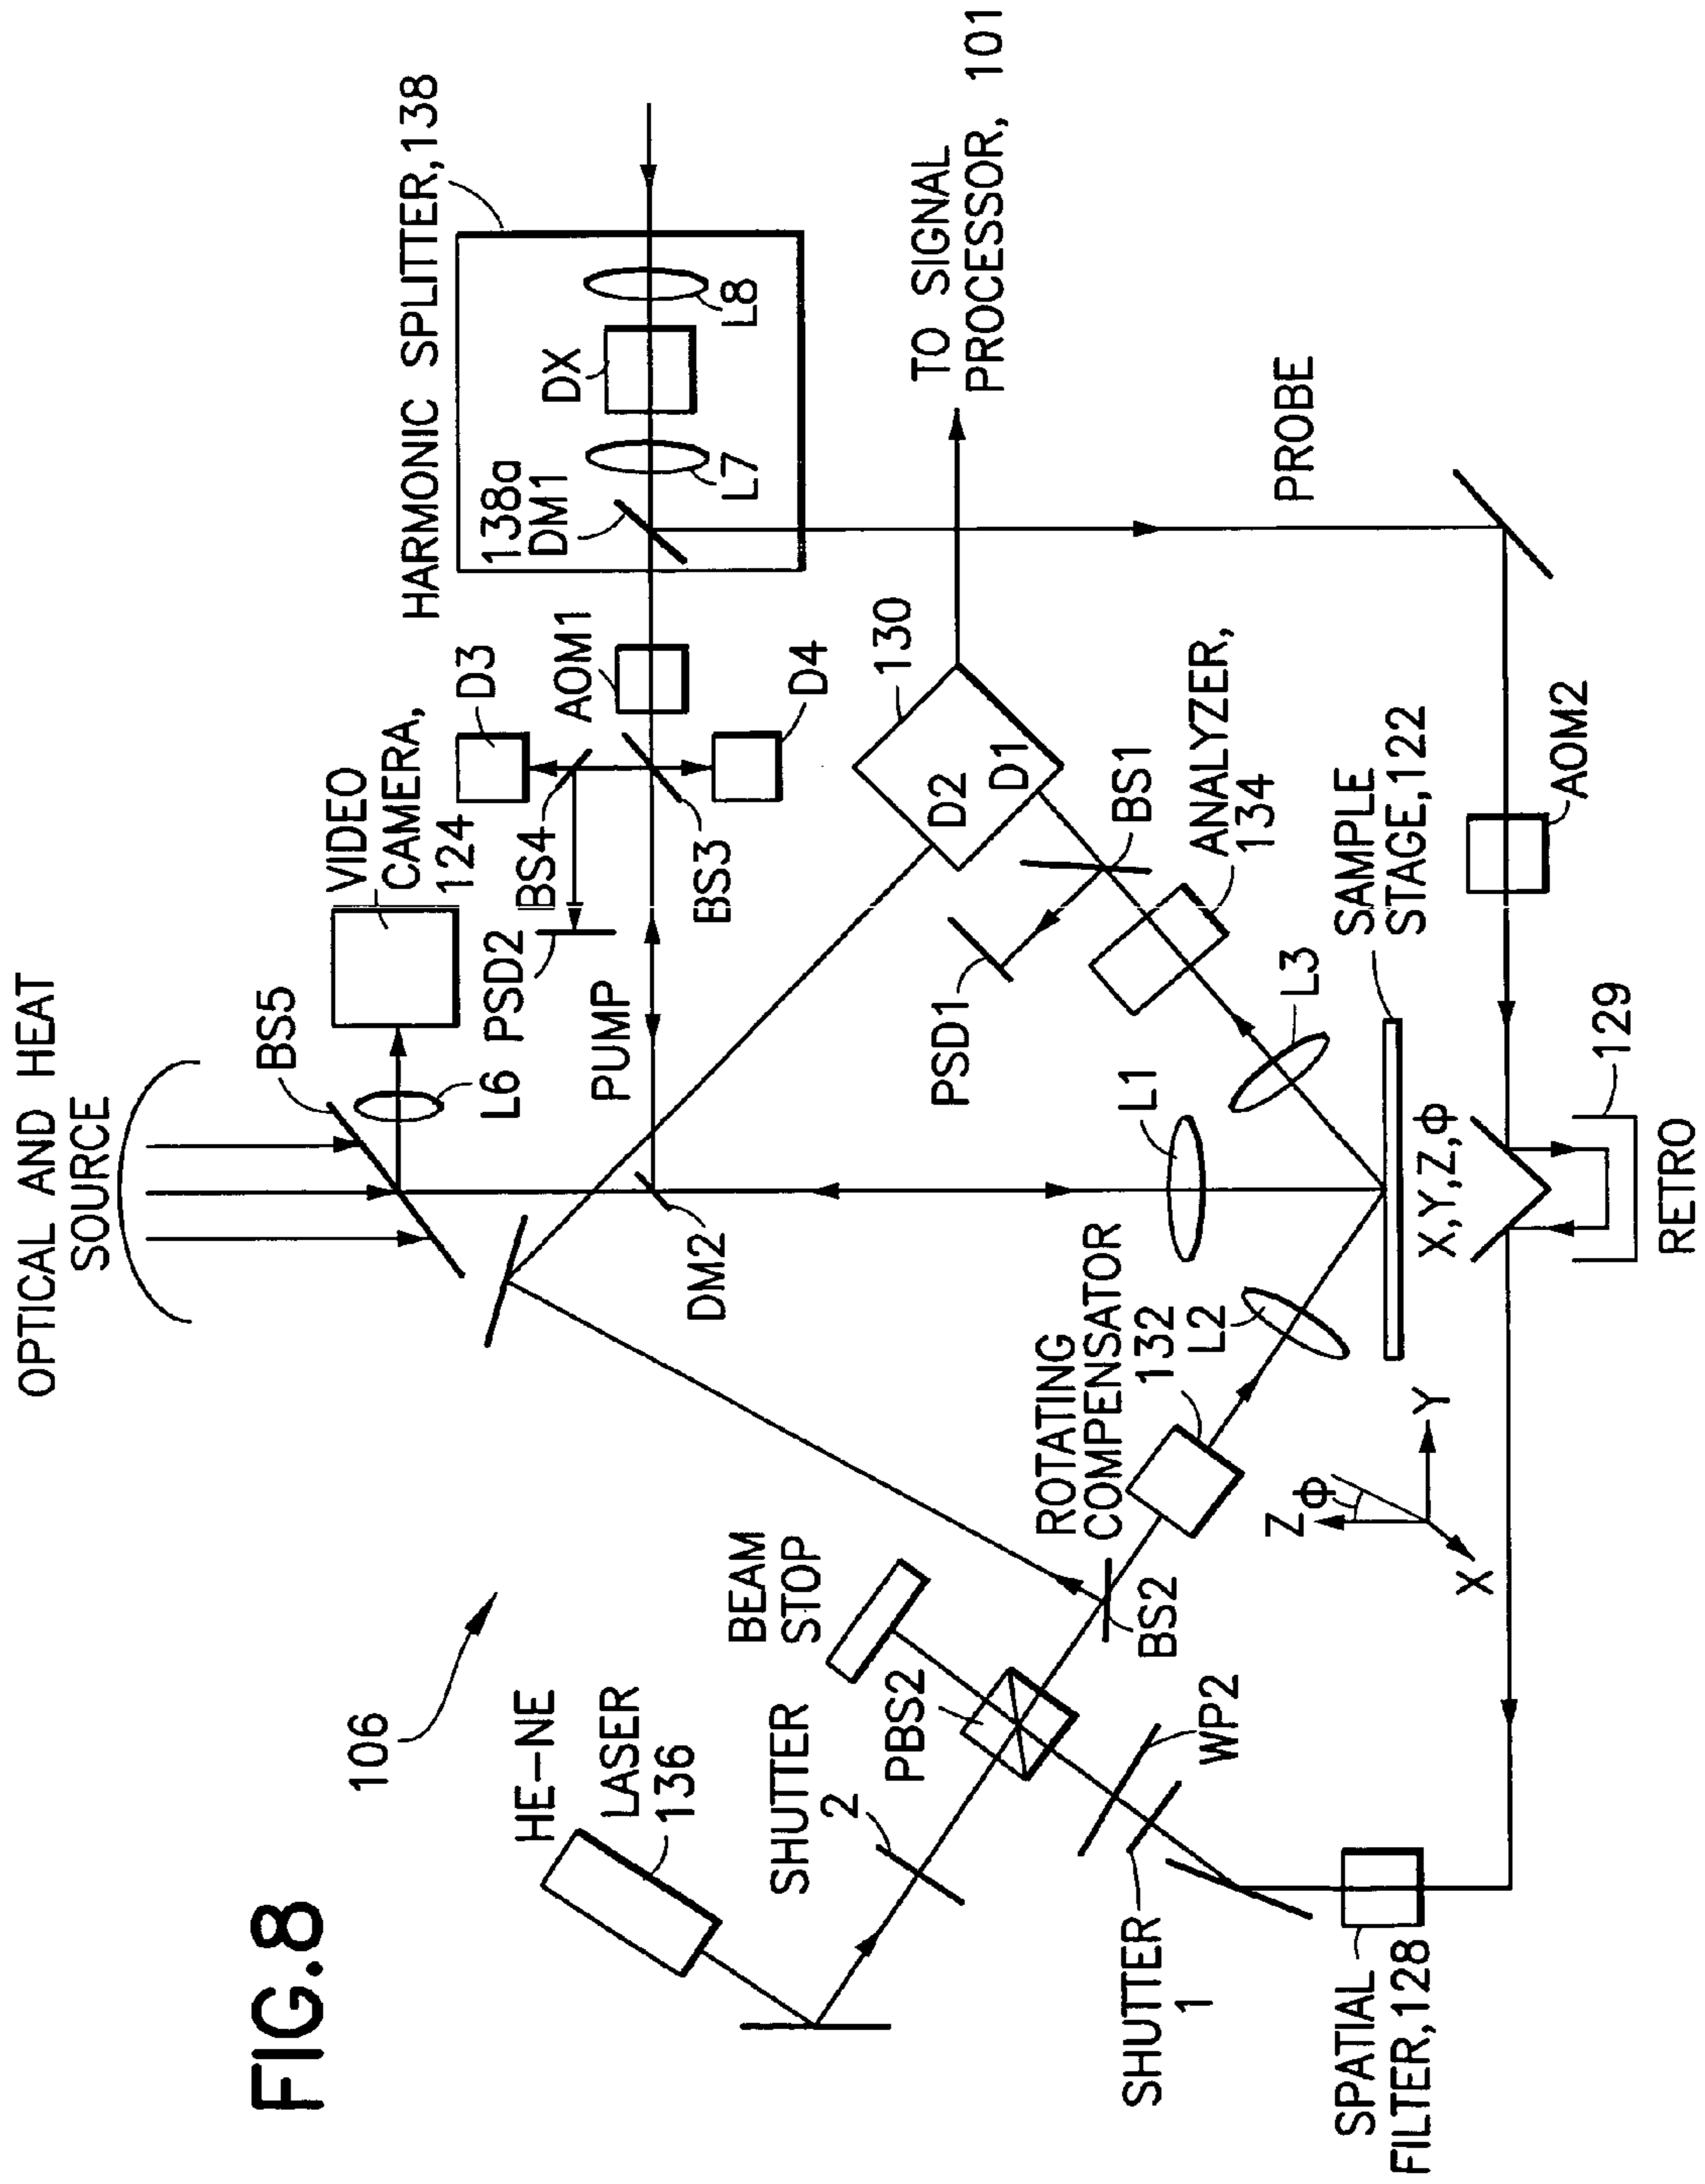 FIG.8
106
OPTICAL AND HEAT
SOURCE
BS5
L6
VIDEO
CAMERA,
124
PSD2
BS4
D3
AOM1
BS3
D4
HARMONIC SPLITTER,138
138a
DM1
L7
DX
L8
PUMP
DM2
HE-NE
LASER
136
SHUTTER
2
BEAM
STOP
PBS2
BS2
WP2
SHUTTER
1
SPATIAL
FILTER,128
ROTATING
COMPENSATOR
132
L2
L1
L3
PSD1
BS1
ANALYZER,
134
D2
D1
130
TO SIGNAL
PROCESSOR, 101
PROBE
SAMPLE
STAGE,122
X,Y,Z,Φ
Z
Φ
Y
X
AOM2
129
RETRO